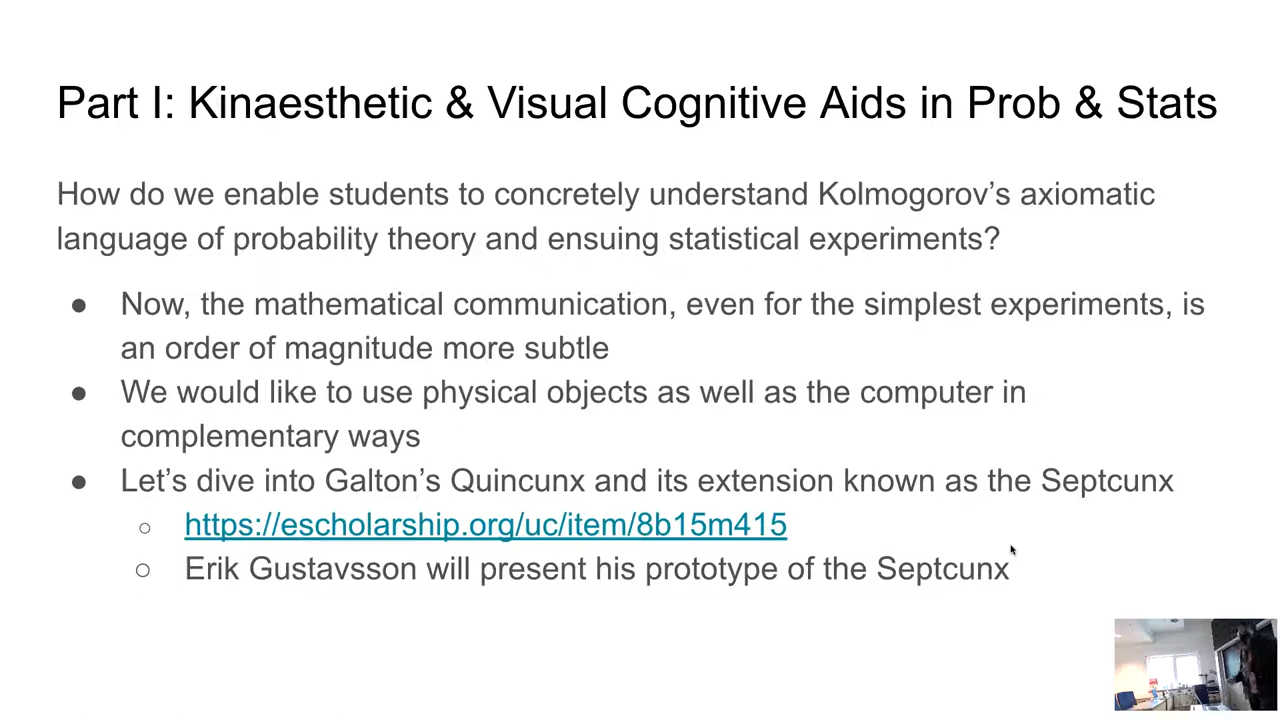 Part I: Kinaesthetic & Visual Cognitive Aids in Prob & Stats
How do we enable students to concretely understand Kolmogorov’s axiomatic
language of probability theory and ensuing statistical experiments?
● Now, the mathematical communication, even for the simplest experiments, is
an order of magnitude more subtle
● We would like to use physical objects as well as the computer in
complementary ways
● Let’s dive into Galton’s Quincunx and its extension known as the Septcunx
○ https://escholarship.org/uc/item/8b15m415
○ Erik Gustavsson will present his prototype of the Septcunx